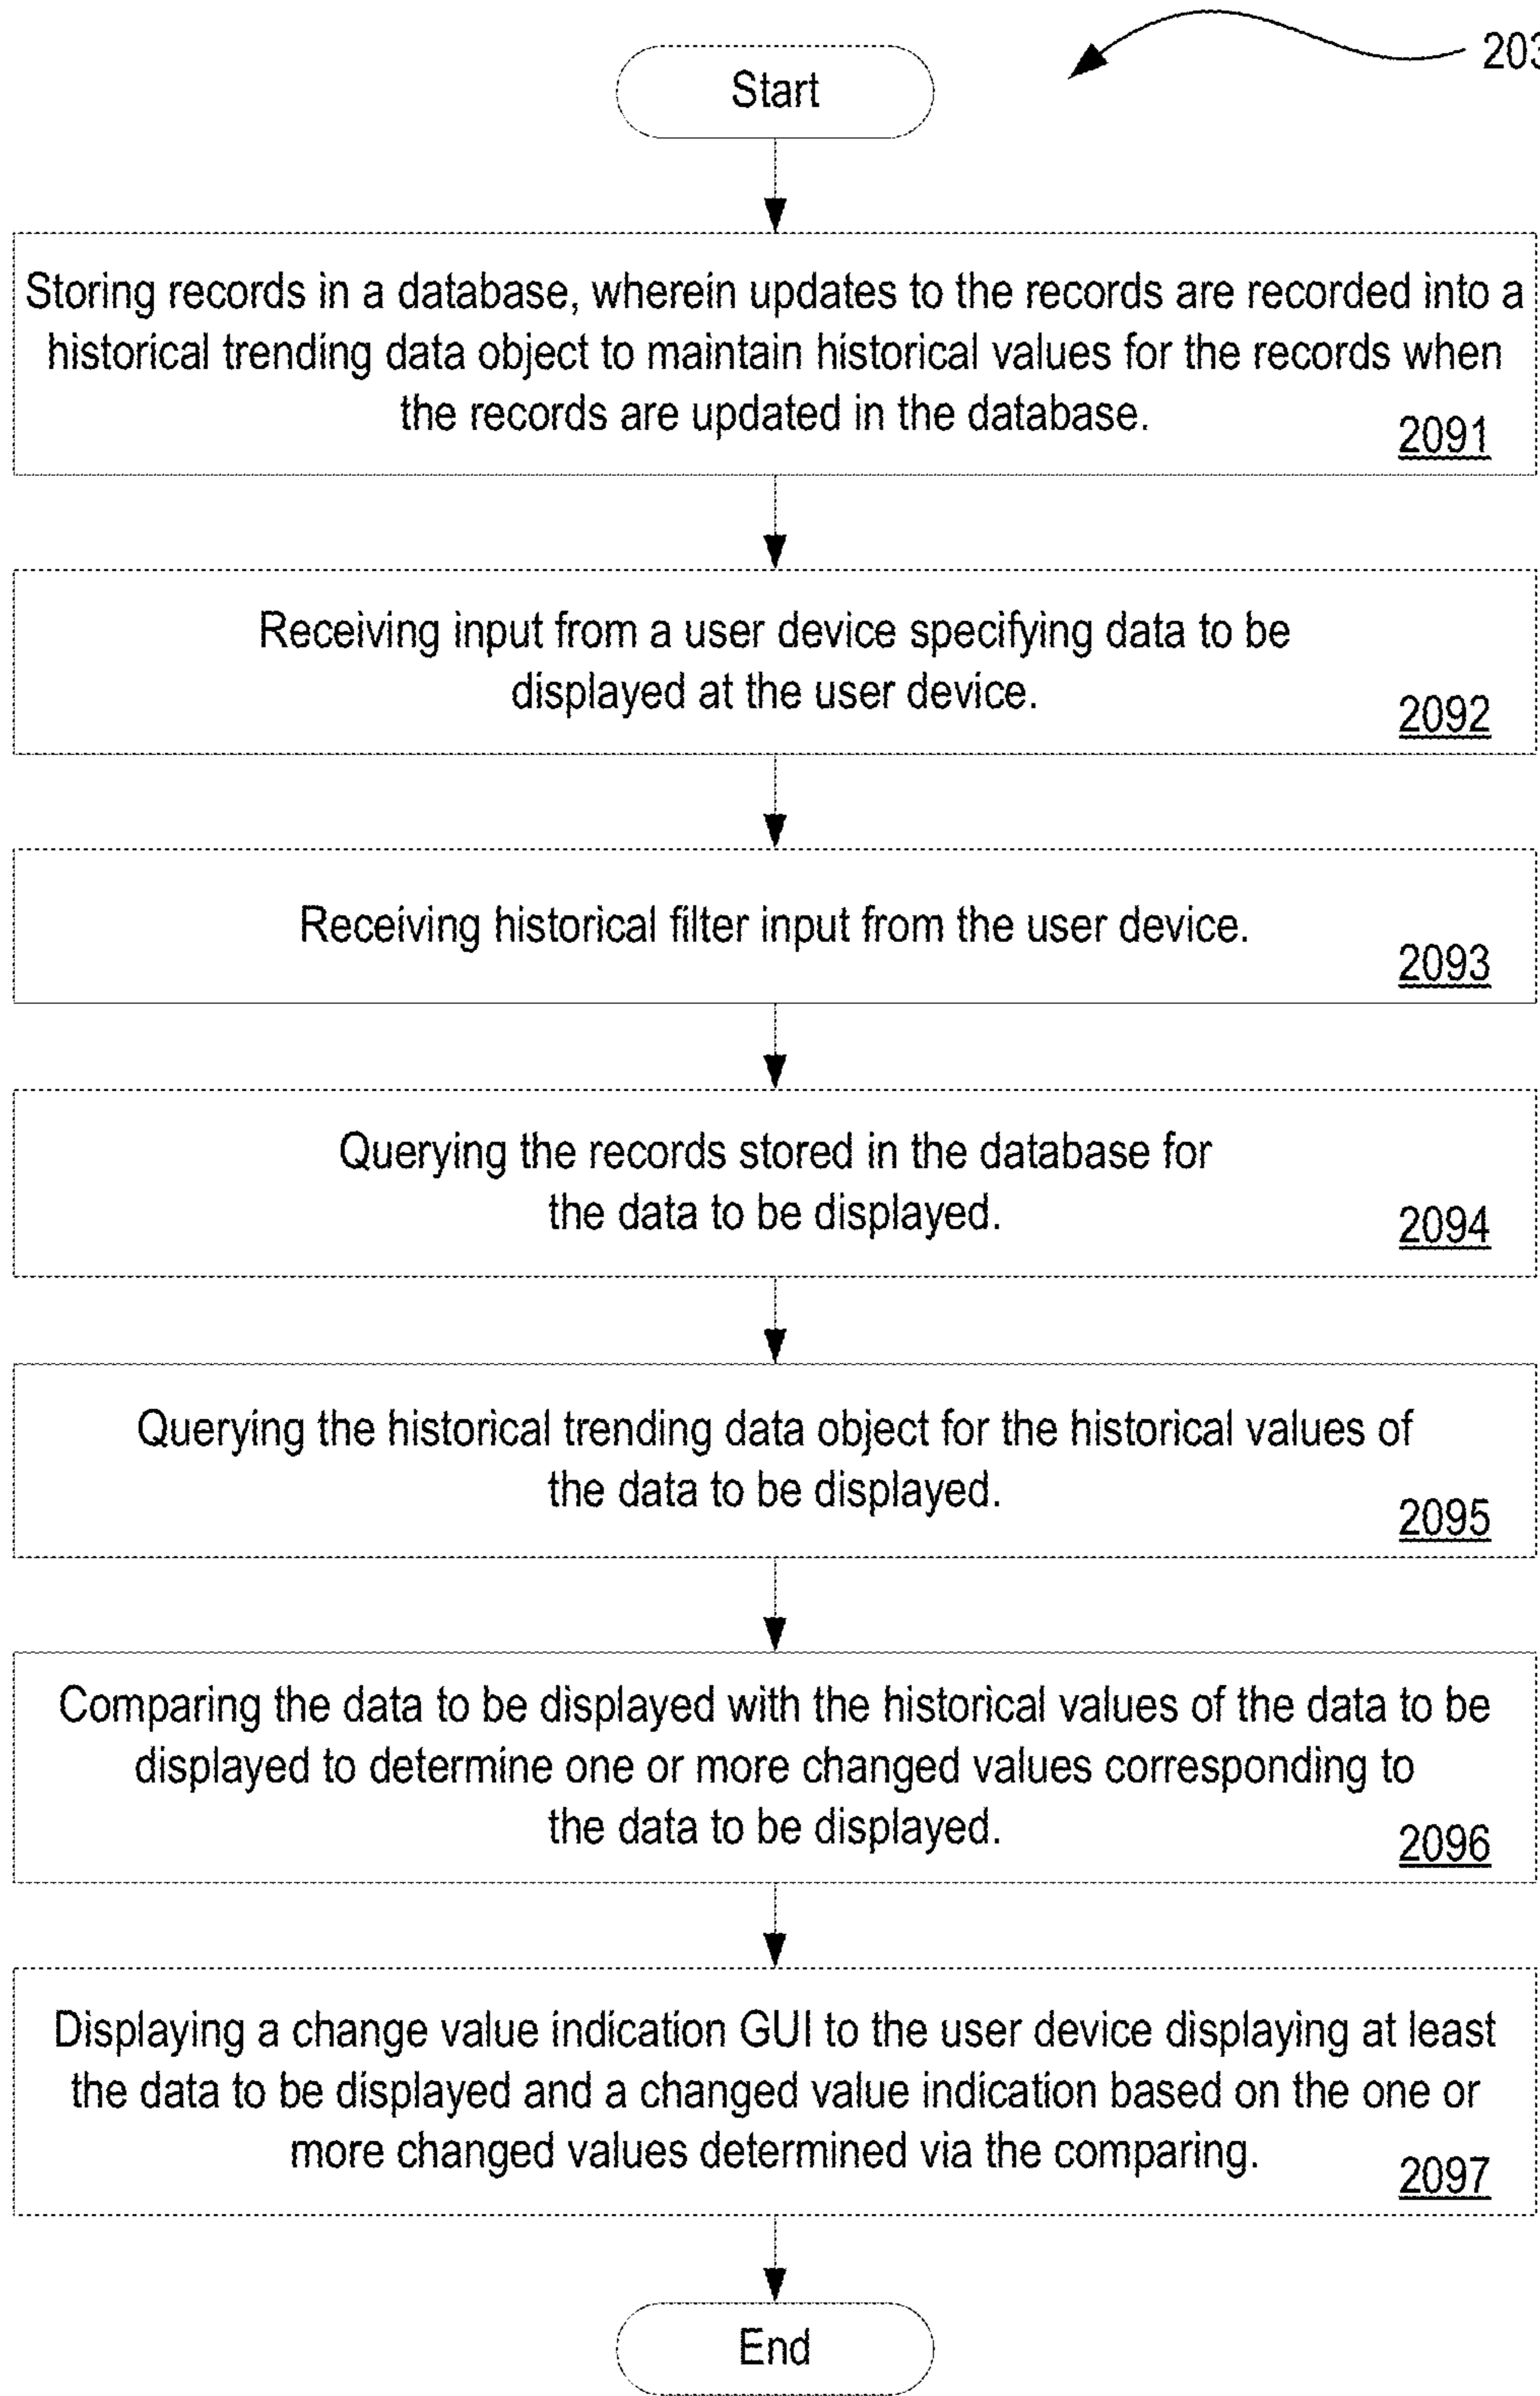 Start
203
Storing records in a database, wherein updates to the records are recorded into a
historical trending data object to maintain historical values for the records when
the records are updated in the database.
2091
Receiving input from a user device specifying data to be
displayed at the user device.
2092
Receiving historical filter input from the user device.
2093
Querying the records stored in the database for
the data to be displayed.
2094
Querying the historical trending data object for the historical values of
the data to be displayed.
2095
Comparing the data to be displayed with the historical values of the data to be
displayed to determine one or more changed values corresponding to
the data to be displayed.
2096
Displaying a change value indication GUI to the user device displaying at least
the data to be displayed and a changed value indication based on the one or
more changed values determined via the comparing.
2097
End